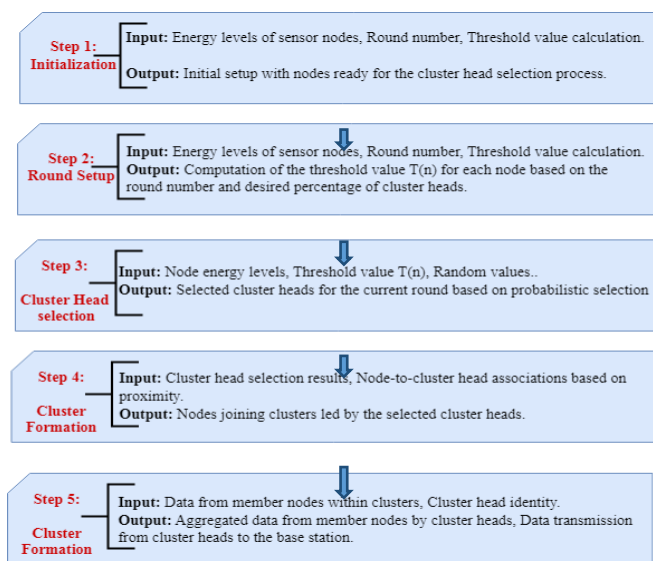 Step 1:
Initialization
Input: Energy levels of sensor nodes, Round number, Threshold value calculation.
Output: Initial setup with nodes ready for the cluster head selection process.
Step 2:
Round Setup
Input: Energy levels of sensor nodes, Round number, Threshold value calculation.
Output: Computation of the threshold value T(n) for each node based on the
round number and desired percentage of cluster heads.
Step 3:
Cluster Head
selection
Input: Node energy levels, Threshold value T(n), Random values..
Output: Selected cluster heads for the current round based on probabilistic selection
Step 4:
Cluster
Formation
Input: Cluster head selection results, Node-to-cluster head associations based on
proximity.
Output: Nodes joining clusters led by the selected cluster heads.
Step 5:
Cluster
Formation
Input: Data from member nodes within clusters, Cluster head identity.
Output: Aggregated data from member nodes by cluster heads, Data transmission
from cluster heads to the base station.